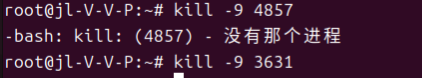 root@jl-V-V-P:~# kill -9 4857
-bash: kill: (4857) - 没有那个进程
root@jl-V-V-P:~# kill -9 3631